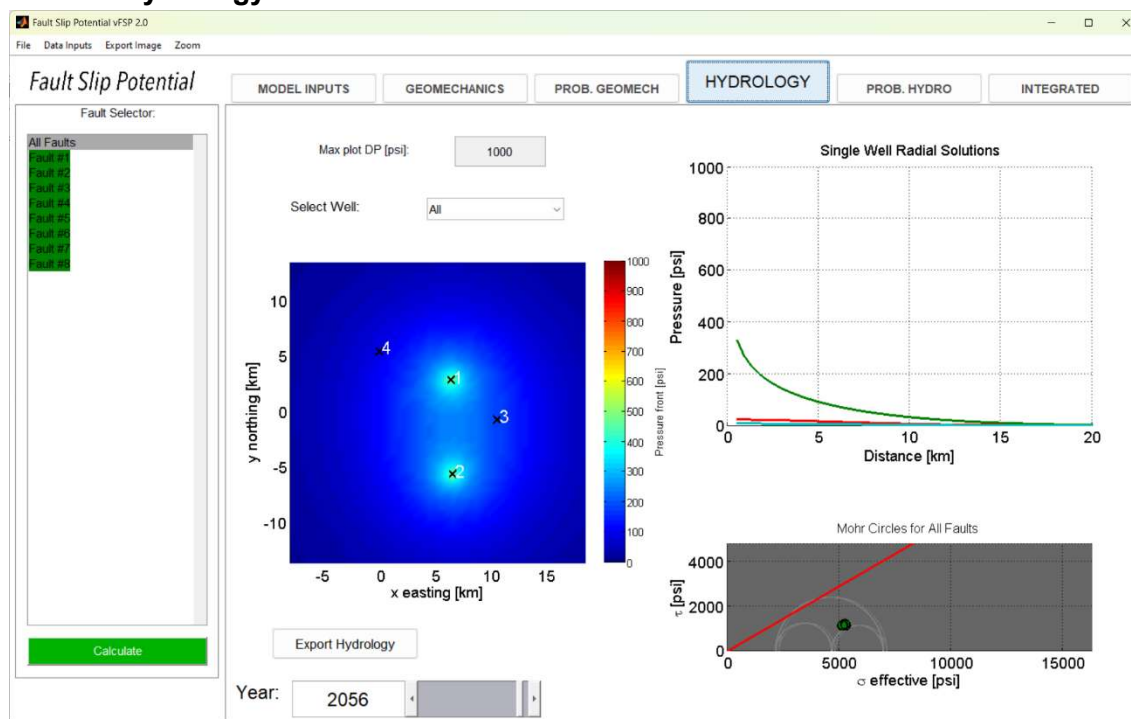 Fault Slip Potential vFSP 2.0
File Data Inputs Export Image Zoom
Fault Slip Potential
MODEL INPUTS GEOMECHANICS PROB. GEOMECH HYDROLOGY PROB. HYDRO INTEGRATED
Fault Selector:
All Faults
Fault #1
Fault #2
Fault #3
Fault #4
Fault #5
Fault #6
Fault #7
Fault #8
Calculate
Max plot DP [psi]: 1000
Select Well: All
10
5
0
-5
-10
y northing [km]
4
1
3
2
-5 0 5 10 15
x easting [km]
1000
900
800
700
600
500
400
300
200
100
0
Pressure front [psi]
Export Hydrology
Year: 2056
Single Well Radial Solutions
1000
800
600
400
200
0
Pressure [psi]
0 5 10 15 20
Distance [km]
Mohr Circles for All Faults
4000
2000
0
τ [psi]
0 5000 10000 15000
σ effective [psi]